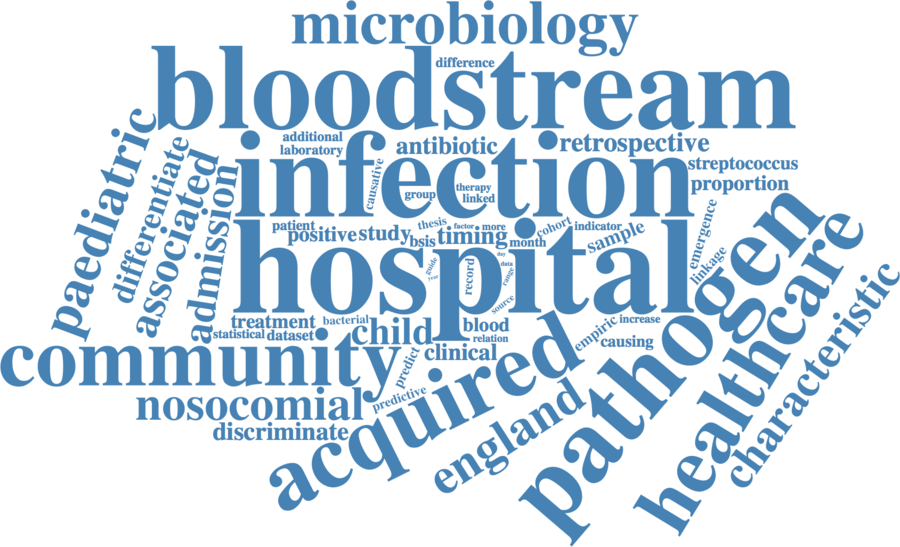 microbiology
difference
bloodstream
additional
laboratory
antibiotic
retrospective
infection
causative
group
therapy
linked
streptococcus
proportion
paediatric
differentiate
associated
admission
patient
positive
study
bsis
thesis
factor
more
timing
month
cohort
indicator
sample
emergence
linkage
hospital
day
data
range
guide
year
record
source
treatment
bacterial
statistical
dataset
child
blood
relation
empiric
increase
causing
community
predict
clinical
predictive
nosocomial
discriminate
acquired
england
pathogen
healthcare
characteristic